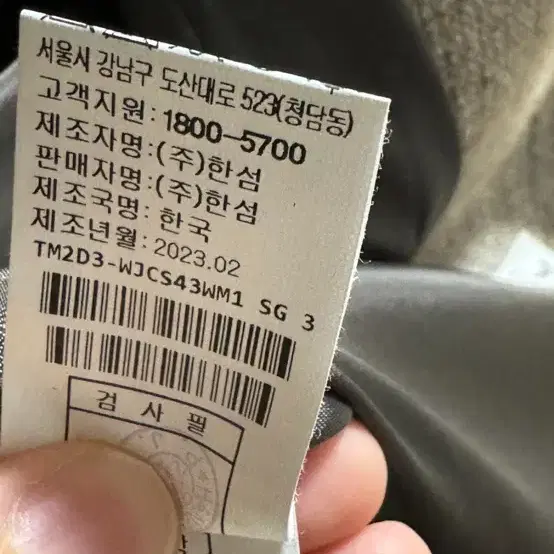 서울시 강남구 도산대로 523(청담동)
고객지원 : 1800-5700
제조자명 : (주)한섬
판매자명 : (주)한섬
제조국명 : 한국
제조년월 : 2023.02
TM2D3-WJCS43WM1 SG 3
검 사 필